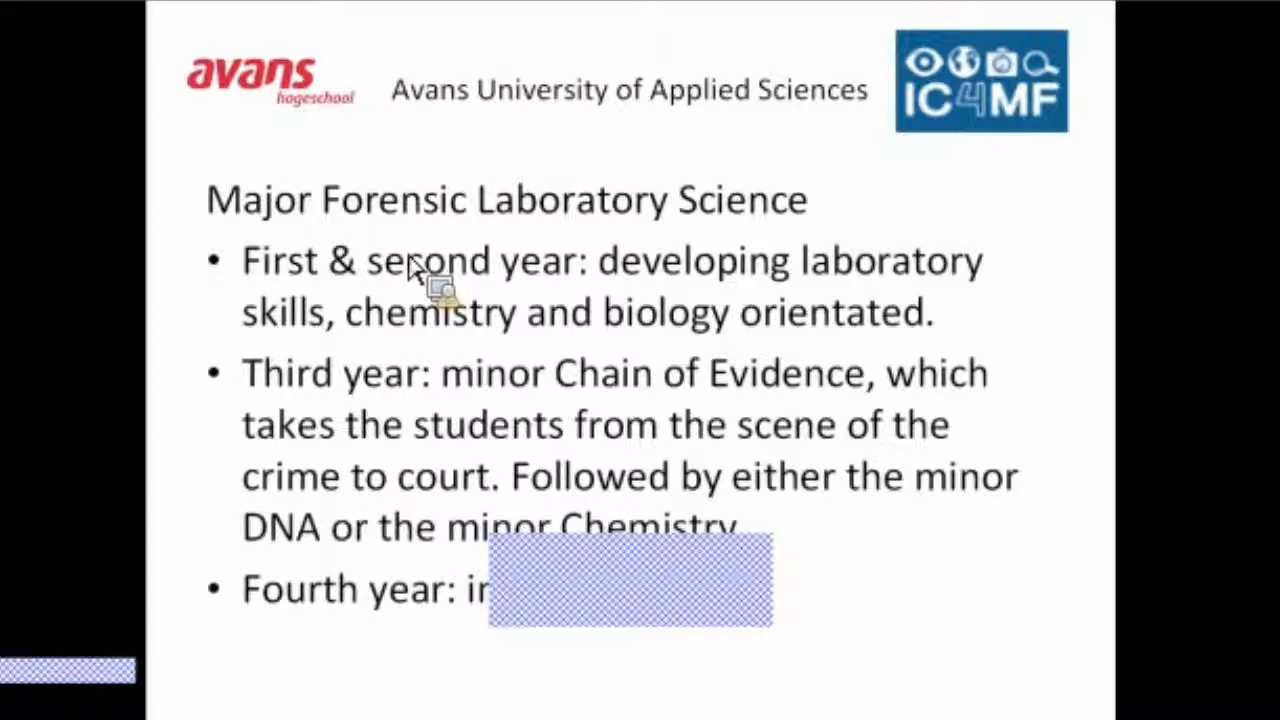 avans
hogeschool
Avans University of Applied Sciences
IC4MF
Major Forensic Laboratory Science
• First & second year: developing laboratory
skills, chemistry and biology orientated.
• Third year: minor Chain of Evidence, which
takes the students from the scene of the
crime to court. Followed by either the minor
DNA or the minor Chemistry
• Fourth year: